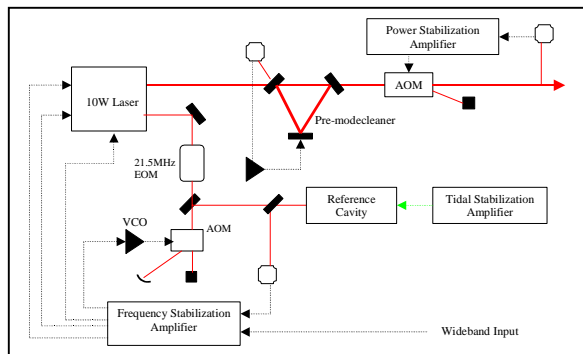 Power Stabilization
Amplifier
10W Laser
AOM
Pre-modecleaner
21.5MHz
EOM
Reference
Cavity
Tidal Stabilization
Amplifier
VCO
AOM
Frequency Stabilization
Amplifier
Wideband Input